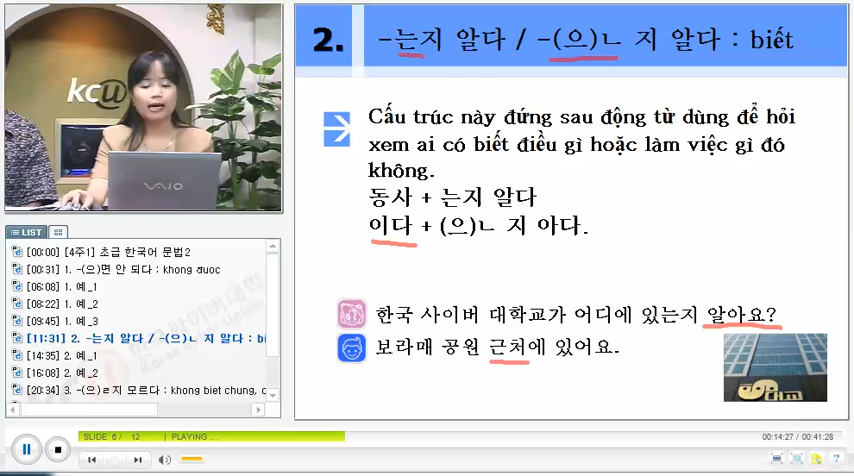 kcu
VAIO
2. -는지 알다 / -(으)ㄴ 지 알다 : biết
Cấu trúc này đứng sau động từ dùng để hỏi
xem ai có biết điều gì hoặc làm việc gì đó
không.
동사 + 는지 알다
이다 + (으)ㄴ 지 아다.
한국 사이버 대학교가 어디에 있는지 알아요?
보라매 공원 근처에 있어요.
대교
LIST
[00:00] [4주1] 초급 한국어 문법2
[00:31] 1. -(으)면 안 되다 : khong duoc
[06:08] 1. 예_1
[08:22] 1. 예_2
[09:45] 1. 예_3
[11:31] 2. -는지 알다 / -(으)ㄴ 지 알다 : bi
[14:35] 2. 예_1
[16:08] 2. 예_2
[20:34] 3. -(으)ㄹ지 모르다 : khong biet chung, c
SLIDE 6 / 12 PLAYING ...
00:14:27 / 00:41:28